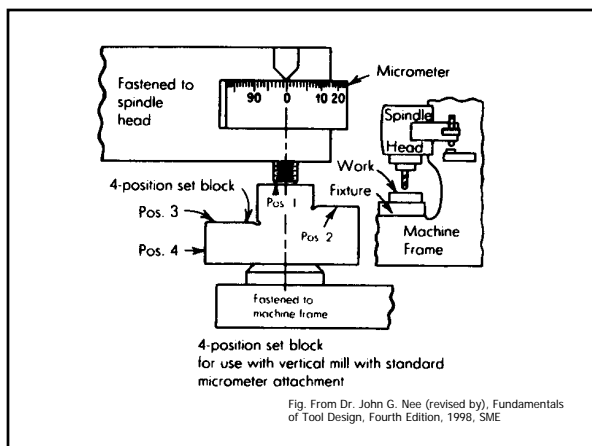 Fastened to
spindle
head
Micrometer
90 0 10 20
4-position set block
Pos. 3
Pos. 4
Pos. 1
Pos. 2
Fastened to
machine frame
Spindle
Head
Work
Fixture
Machine
Frame
4-position set block
for use with vertical mill with standard
micrometer attachment
Fig. From Dr. John G. Nee (revised by), Fundamentals
of Tool Design, Fourth Edition, 1998, SME